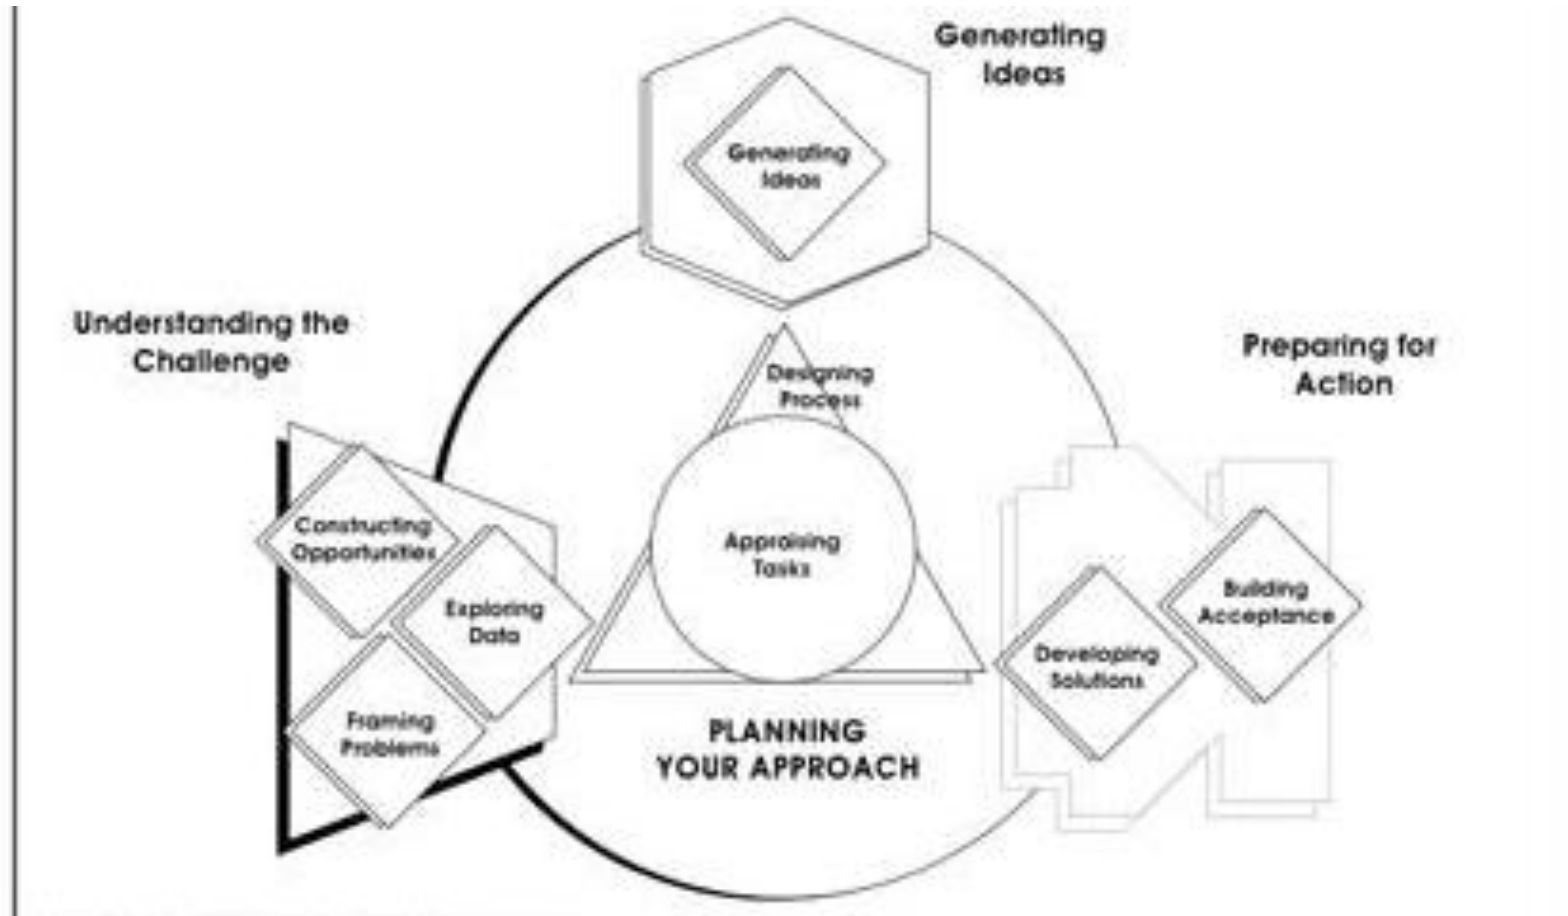 Generating
Ideas
Generating
Ideas
Understanding the
Challenge
Preparing for
Action
Designing
Process
Constructing
Opportunities
Exploring
Data
Appraising
Tasks
Building
Acceptance
Developing
Solutions
Framing
Problems
PLANNING
YOUR APPROACH